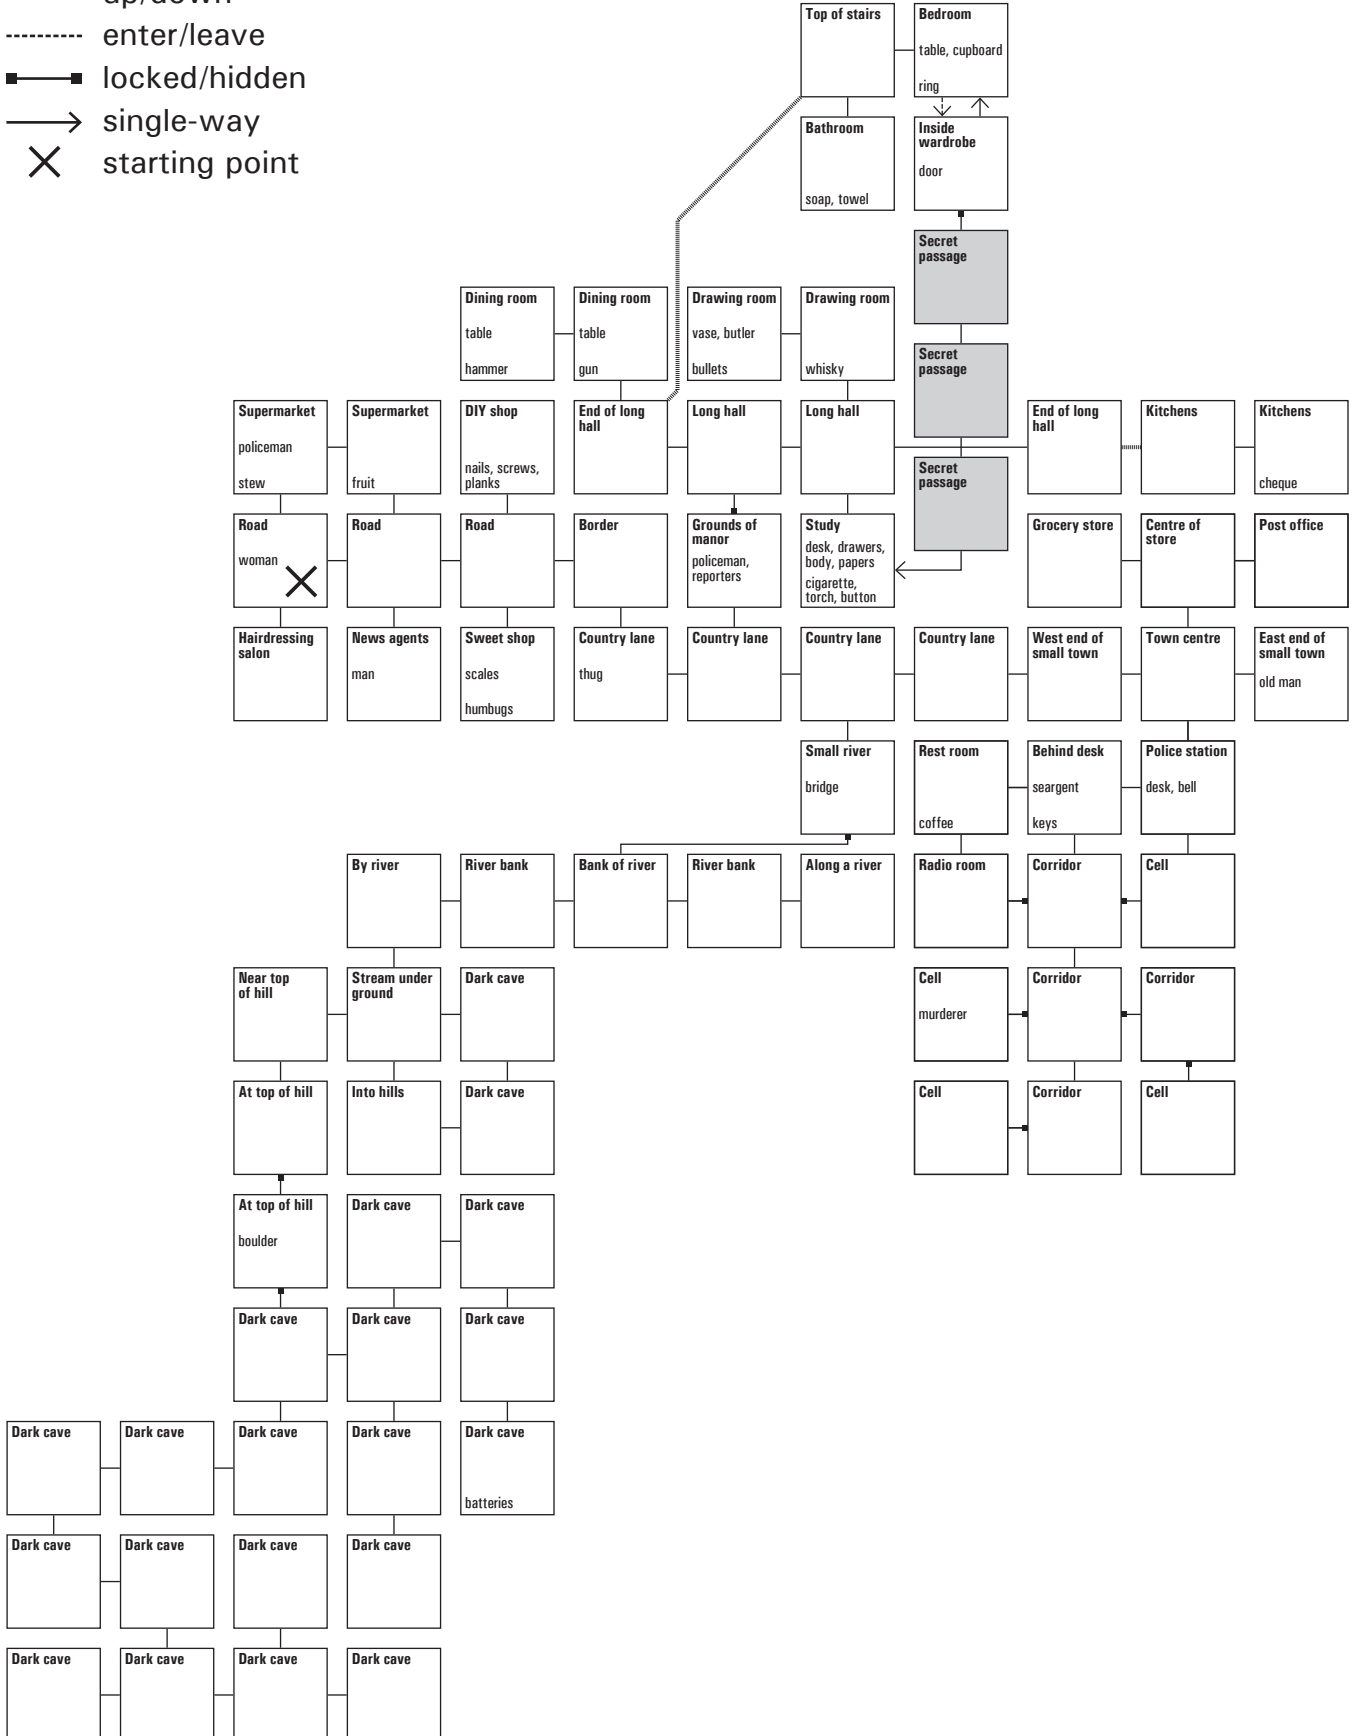 up/down
enter/leave
locked/hidden
single-way
starting point
Top of stairs
Bedroom
table, cupboard
ring
Bathroom
soap, towel
Inside
wardrobe
door
Secret
passage
Dining room
table
hammer
Dining room
table
gun
Drawing room
vase, butler
bullets
Drawing room
whisky
Secret
passage
Supermarket
policeman
stew
Supermarket
fruit
DIY shop
nails, screws,
planks
End of long
hall
Long hall
Long hall
Secret
passage
End of long
hall
Kitchens
Kitchens
cheque
Road
woman
Road
Road
Border
Grounds of
manor
policeman,
reporters
Study
desk, drawers,
body, papers
cigarette,
torch, button
Grocery store
Centre of
store
Post office
Hairdressing
salon
News agents
man
Sweet shop
scales
humbugs
Country lane
thug
Country lane
Country lane
Country lane
West end of
small town
Town centre
East end of
small town
old man
Small river
bridge
Rest room
coffee
Behind desk
seargent
keys
Police station
desk, bell
By river
River bank
Bank of river
River bank
Along a river
Radio room
Corridor
Cell
Near top
of hill
Stream under
ground
Dark cave
Cell
murderer
Corridor
Corridor
At top of hill
Into hills
Dark cave
Cell
Corridor
Cell
At top of hill
boulder
Dark cave
Dark cave
Dark cave
Dark cave
Dark cave
Dark cave
Dark cave
Dark cave
Dark cave
Dark cave
batteries
Dark cave
Dark cave
Dark cave
Dark cave
Dark cave
Dark cave
Dark cave
Dark cave